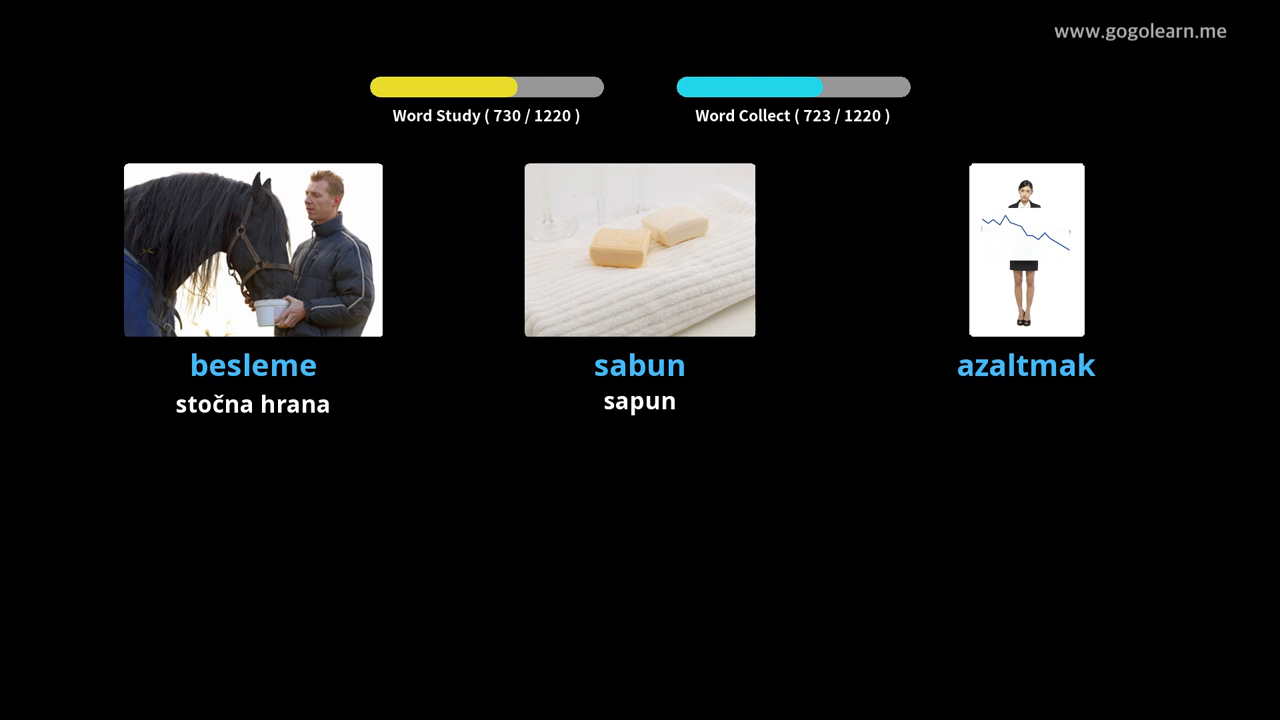 www.gogolearn.me
Word Study ( 730 / 1220 )
Word Collect ( 723 / 1220 )
besleme
sabun
azaltmak
stočna hrana
sapun